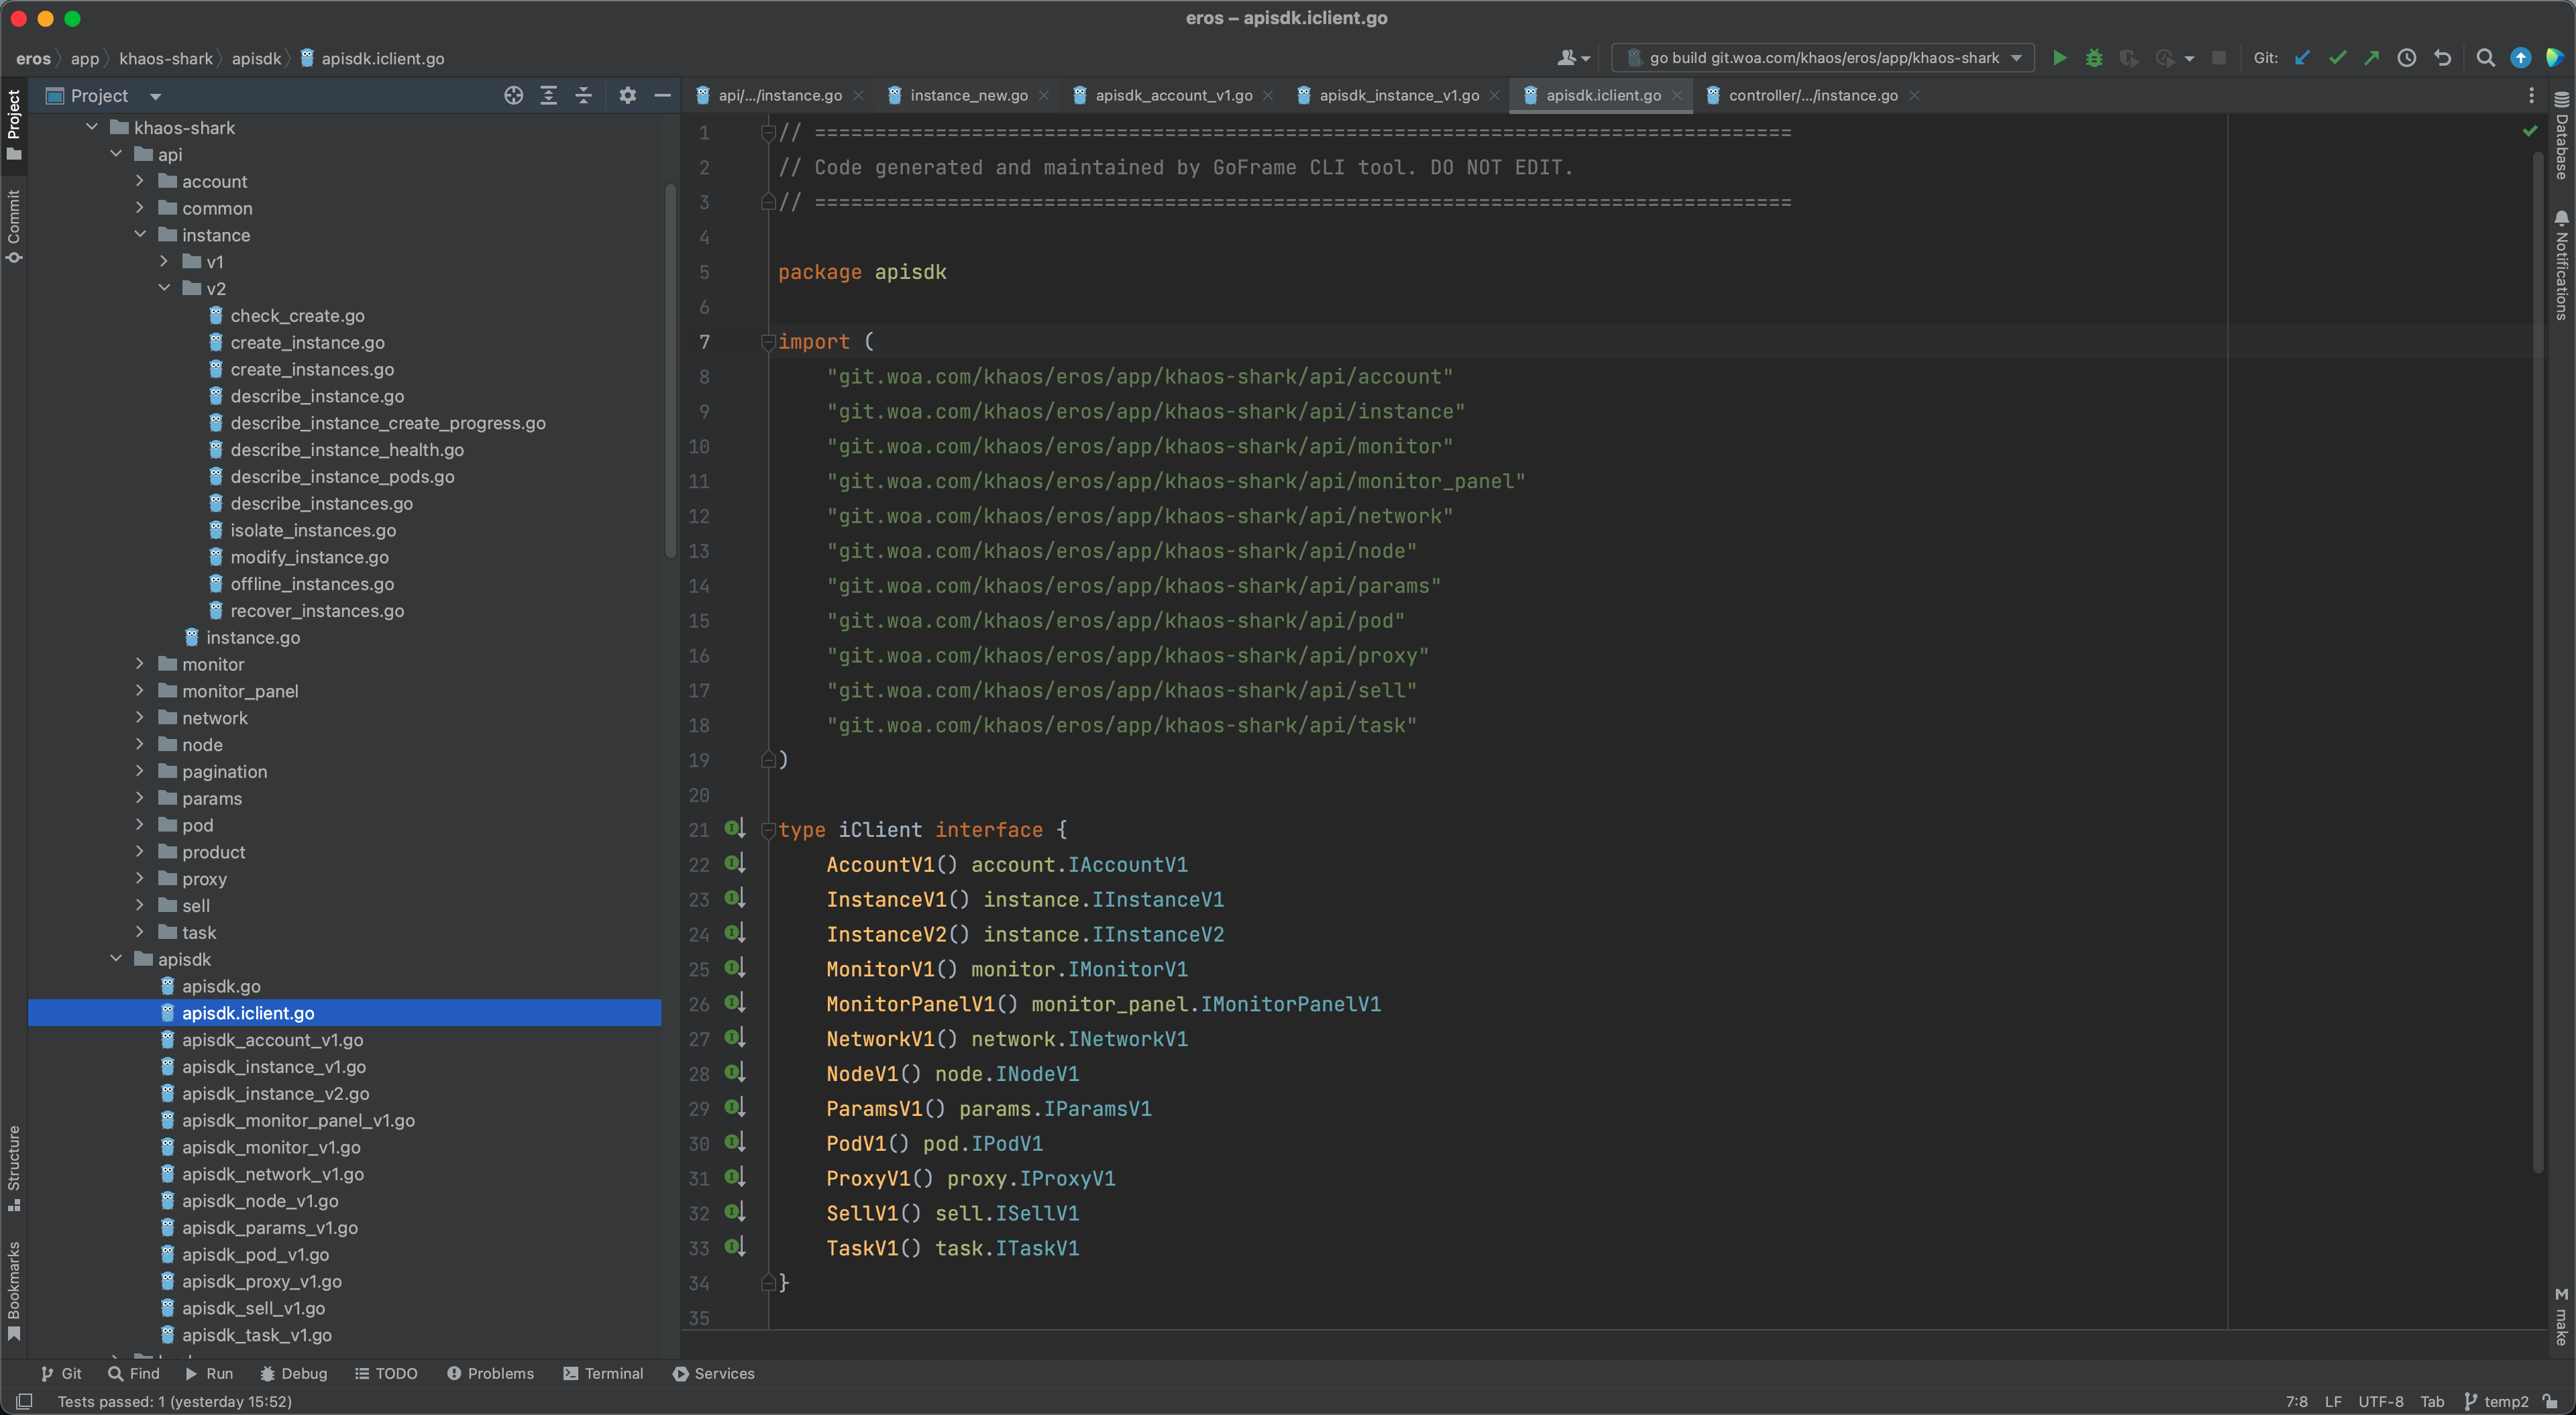 eros – apisdk.iclient.go
eros app khaos-shark apisdk apisdk.iclient.go
go build git.woa.com/khaos/eros/app/khaos-shark
Git:
Project
api/.../instance.go
instance_new.go
apisdk_account_v1.go
apisdk_instance_v1.go
apisdk.iclient.go
controller/.../instance.go
Project
Commit
Structure
Bookmarks
khaos-shark
api
account
common
instance
v1
v2
check_create.go
create_instance.go
create_instances.go
describe_instance.go
describe_instance_create_progress.go
describe_instance_health.go
describe_instance_pods.go
describe_instances.go
isolate_instances.go
modify_instance.go
offline_instances.go
recover_instances.go
instance.go
monitor
monitor_panel
network
node
pagination
params
pod
product
proxy
sell
task
apisdk
apisdk.go
apisdk.iclient.go
apisdk_account_v1.go
apisdk_instance_v1.go
apisdk_instance_v2.go
apisdk_monitor_panel_v1.go
apisdk_monitor_v1.go
apisdk_network_v1.go
apisdk_node_v1.go
apisdk_params_v1.go
apisdk_pod_v1.go
apisdk_proxy_v1.go
apisdk_sell_v1.go
apisdk_task_v1.go
1 // =================================================================================
2 // Code generated and maintained by GoFrame CLI tool. DO NOT EDIT.
3 // =================================================================================
4
5 package apisdk
6
7 import (
8 "git.woa.com/khaos/eros/app/khaos-shark/api/account"
9 "git.woa.com/khaos/eros/app/khaos-shark/api/instance"
10 "git.woa.com/khaos/eros/app/khaos-shark/api/monitor"
11 "git.woa.com/khaos/eros/app/khaos-shark/api/monitor_panel"
12 "git.woa.com/khaos/eros/app/khaos-shark/api/network"
13 "git.woa.com/khaos/eros/app/khaos-shark/api/node"
14 "git.woa.com/khaos/eros/app/khaos-shark/api/params"
15 "git.woa.com/khaos/eros/app/khaos-shark/api/pod"
16 "git.woa.com/khaos/eros/app/khaos-shark/api/proxy"
17 "git.woa.com/khaos/eros/app/khaos-shark/api/sell"
18 "git.woa.com/khaos/eros/app/khaos-shark/api/task"
19 )
20
21 type iClient interface {
22 AccountV1() account.IAccountV1
23 InstanceV1() instance.IInstanceV1
24 InstanceV2() instance.IInstanceV2
25 MonitorV1() monitor.IMonitorV1
26 MonitorPanelV1() monitor_panel.IMonitorPanelV1
27 NetworkV1() network.INetworkV1
28 NodeV1() node.INodeV1
29 ParamsV1() params.IParamsV1
30 PodV1() pod.IPodV1
31 ProxyV1() proxy.IProxyV1
32 SellV1() sell.ISellV1
33 TaskV1() task.ITaskV1
34 }
35
Database
Notifications
M make
Git Find Run Debug TODO Problems Terminal Services
Tests passed: 1 (yesterday 15:52)
7:8 LF UTF-8 Tab temp2